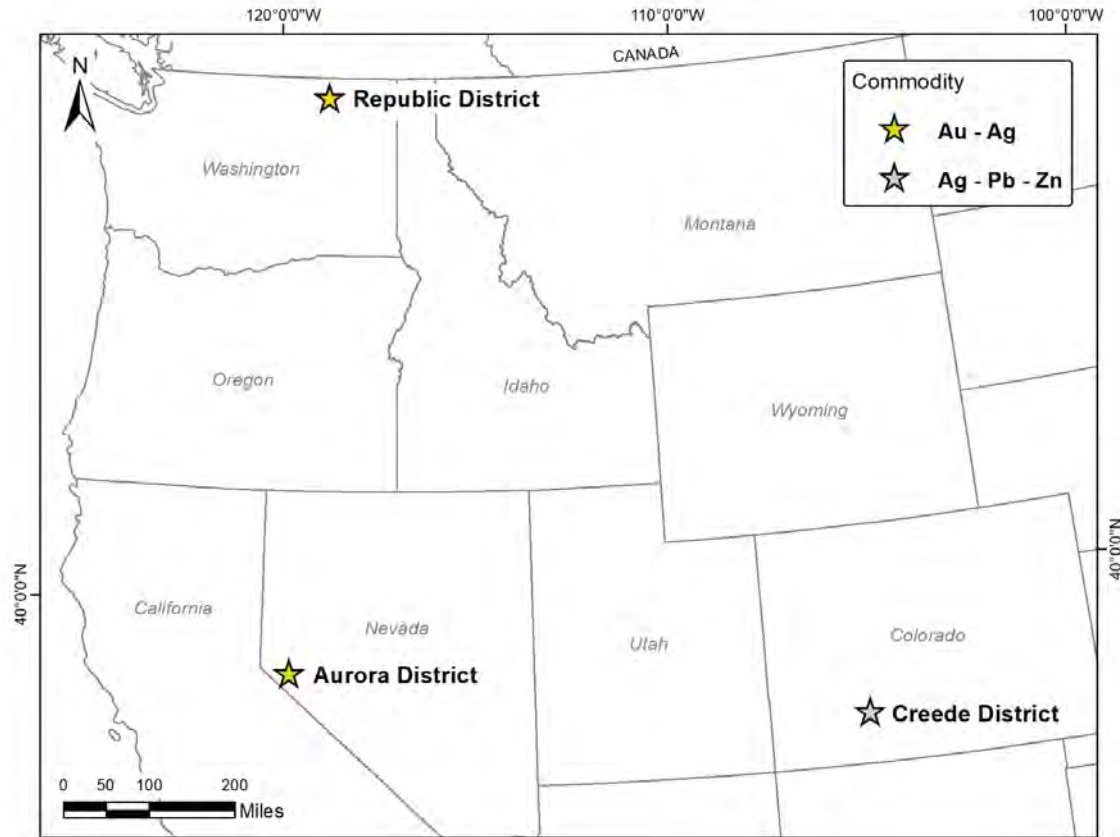 120°0'0"W 110°0'0"W 100°0'0"W
CANADA
N
Republic District
Commodity
Au - Ag
Ag - Pb - Zn
Washington
Montana
Oregon
Idaho
Wyoming
40°0'0"N
40°0'0"N
California
Nevada
Utah
Colorado
Aurora District
Creede District
0 50 100 200
Miles